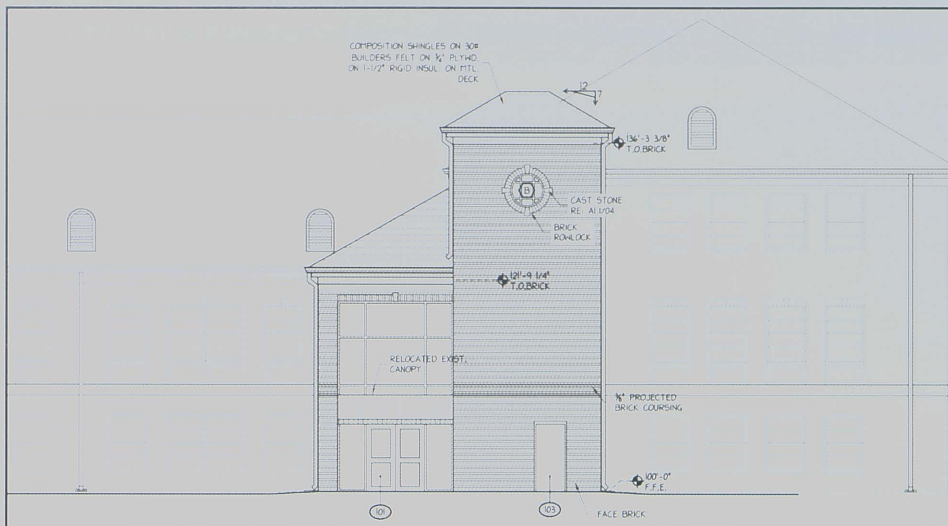 COMPOSITION SHINGLES ON 30#
BUILDERS FELT ON 3/4" PLYWD.
ON 1-1/2" RIGID INSUL. ON MTL.
DECK
12
7
136'-3 3/8"
T.O.BRICK
B
CAST STONE
RE: A1.1/04
BRICK
ROWLOCK
121'-9 1/4"
T.O.BRICK
RELOCATED EXIST.
CANOPY
PROJECTED
BRICK COURSING
100'-0"
F.F.E.
101
103
FACE BRICK